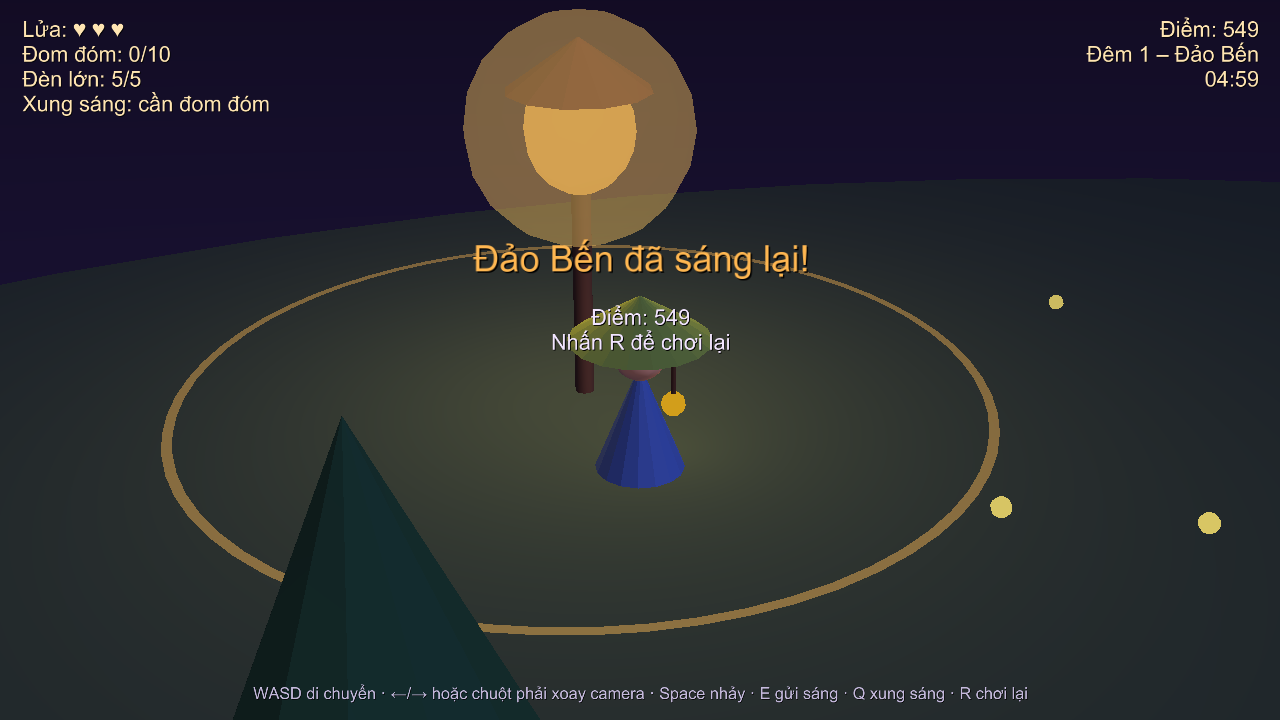 Lửa: ♥ ♥ ♥
Đom đóm: 0/10
Đèn lớn: 5/5
Xung sáng: cần đom đóm
Điểm: 549
Đêm 1 – Đảo Bến
04:59
Đảo Bến đã sáng lại!
Điểm: 549
Nhấn R để chơi lại
WASD di chuyển · ←/→ hoặc chuột phải xoay camera · Space nhảy · E gửi sáng · Q xung sáng · R chơi lại